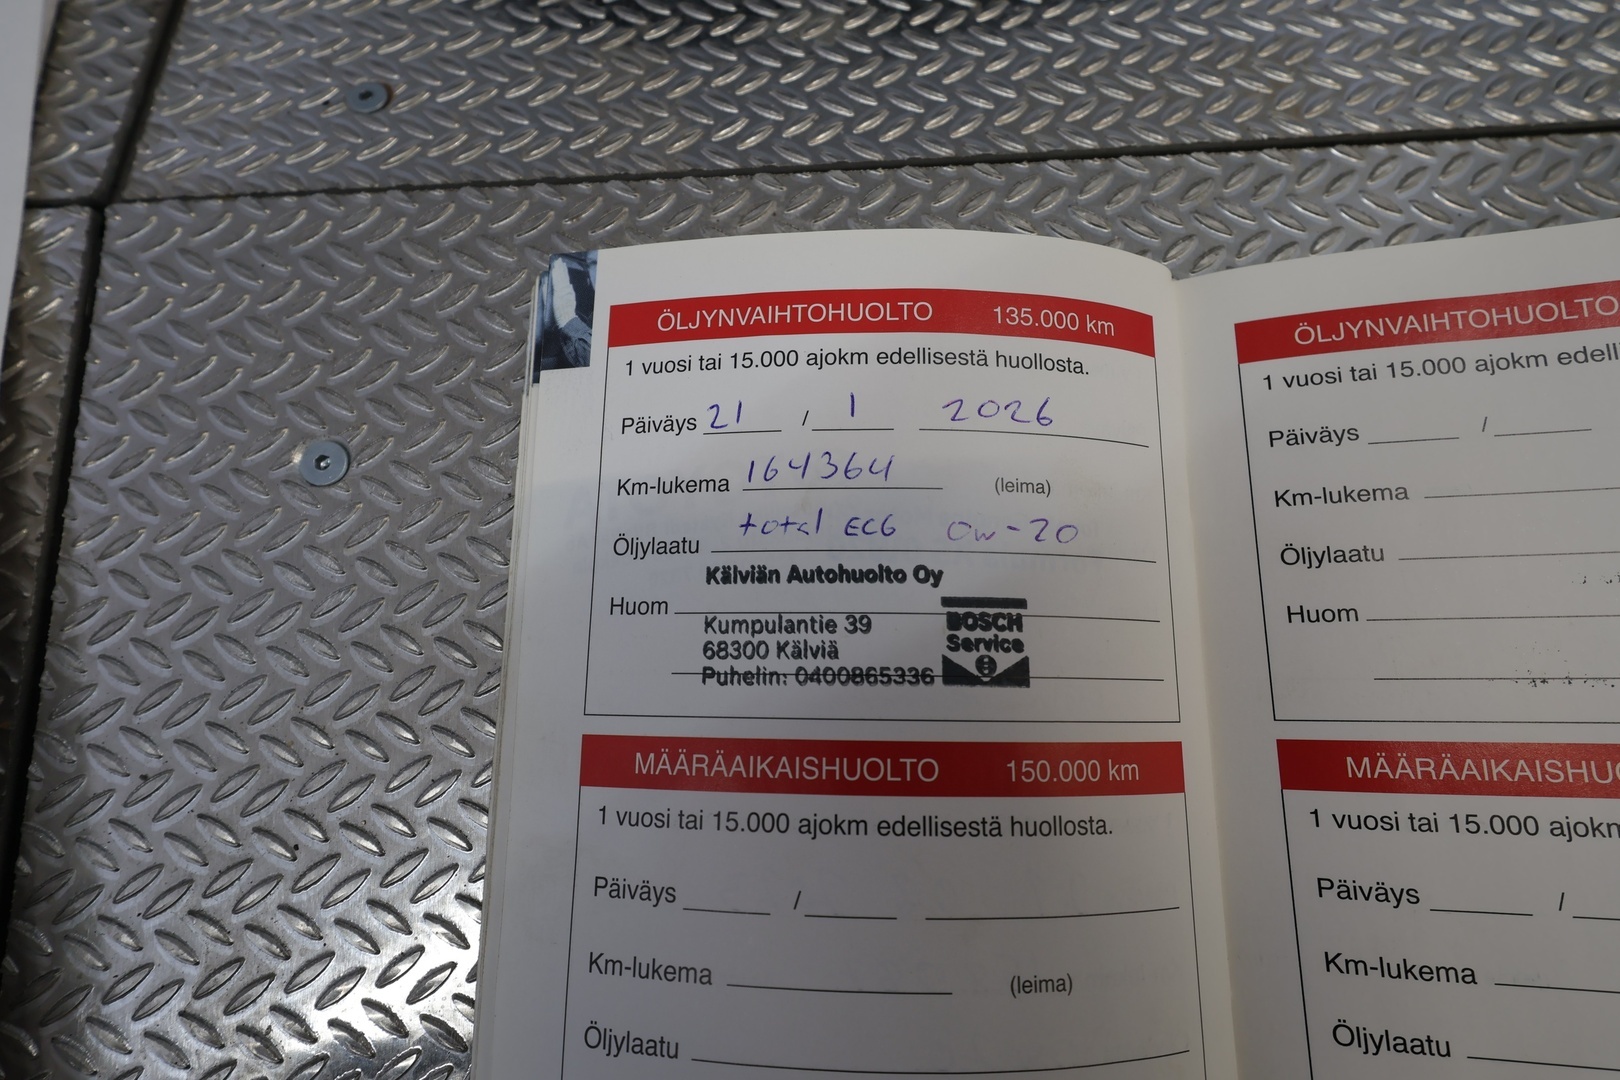 ÖLJYNVAIHTOHUOLTO 135.000 km
1 vuosi tai 15.000 ajokm edellisestä huollosta.
Päiväys 21 / 1 2026
Km-lukema 164364 (leima)
Öljylaatu total EC6 0w-20
Kälviän Autohuolto Oy
Huom
Kumpulantie 39
68300 Kälviä
Puhelin: 0400865336
BOSCH
Service
MÄÄRÄAIKAISHUOLTO 150.000 km
1 vuosi tai 15.000 ajokm edellisestä huollosta.
Päiväys /
Km-lukema (leima)
Öljylaatu
ÖLJYNVAIHTOHUOLTO
1 vuosi tai 15.000 ajokm edell
Päiväys /
Km-lukema
Öljylaatu
Huom
MÄÄRÄAIKAISHUO
1 vuosi tai 15.000 ajokm
Päiväys /
Km-lukema
Öljylaatu